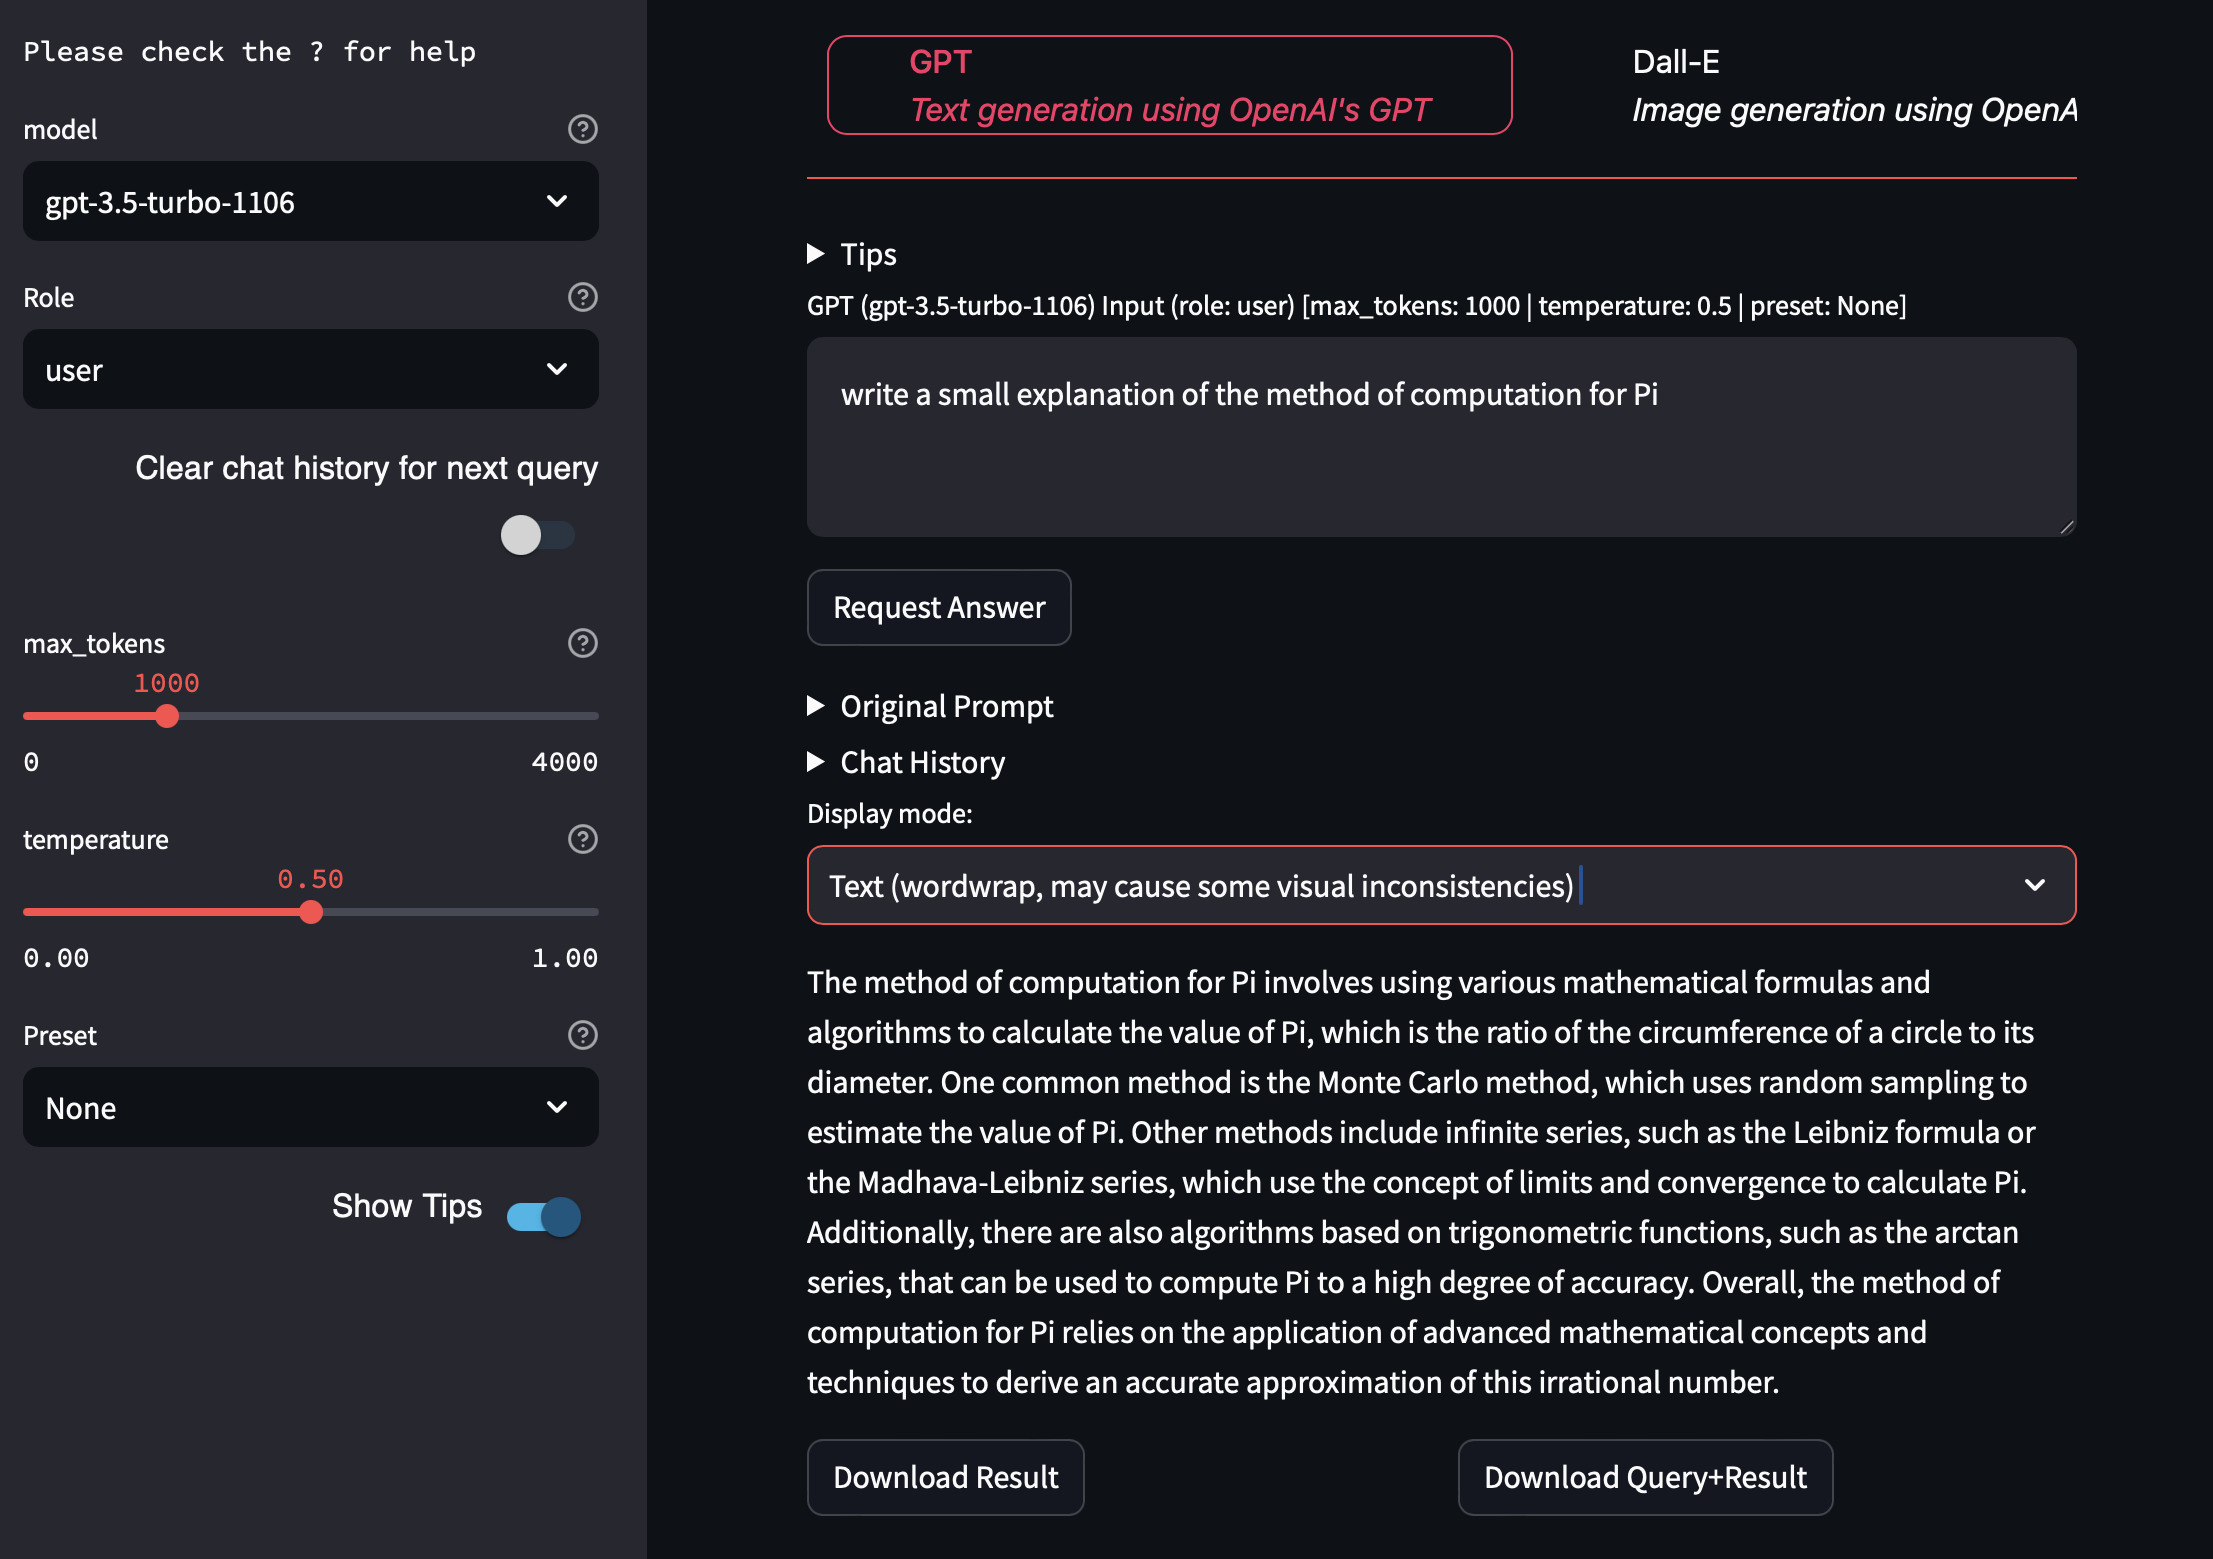 Please check the ? for help
model
gpt-3.5-turbo-1106
Role
user
Clear chat history for next query
max_tokens
1000
0 4000
temperature
0.50
0.00 1.00
Preset
None
Show Tips
GPT
Text generation using OpenAI's GPT
Dall-E
Image generation using OpenA
Tips
GPT (gpt-3.5-turbo-1106) Input (role: user) [max_tokens: 1000 | temperature: 0.5 | preset: None]
write a small explanation of the method of computation for Pi
Request Answer
Original Prompt
Chat History
Display mode:
Text (wordwrap, may cause some visual inconsistencies)
The method of computation for Pi involves using various mathematical formulas and
algorithms to calculate the value of Pi, which is the ratio of the circumference of a circle to its
diameter. One common method is the Monte Carlo method, which uses random sampling to
estimate the value of Pi. Other methods include infinite series, such as the Leibniz formula or
the Madhava-Leibniz series, which use the concept of limits and convergence to calculate Pi.
Additionally, there are also algorithms based on trigonometric functions, such as the arctan
series, that can be used to compute Pi to a high degree of accuracy. Overall, the method of
computation for Pi relies on the application of advanced mathematical concepts and
techniques to derive an accurate approximation of this irrational number.
Download Result
Download Query+Result